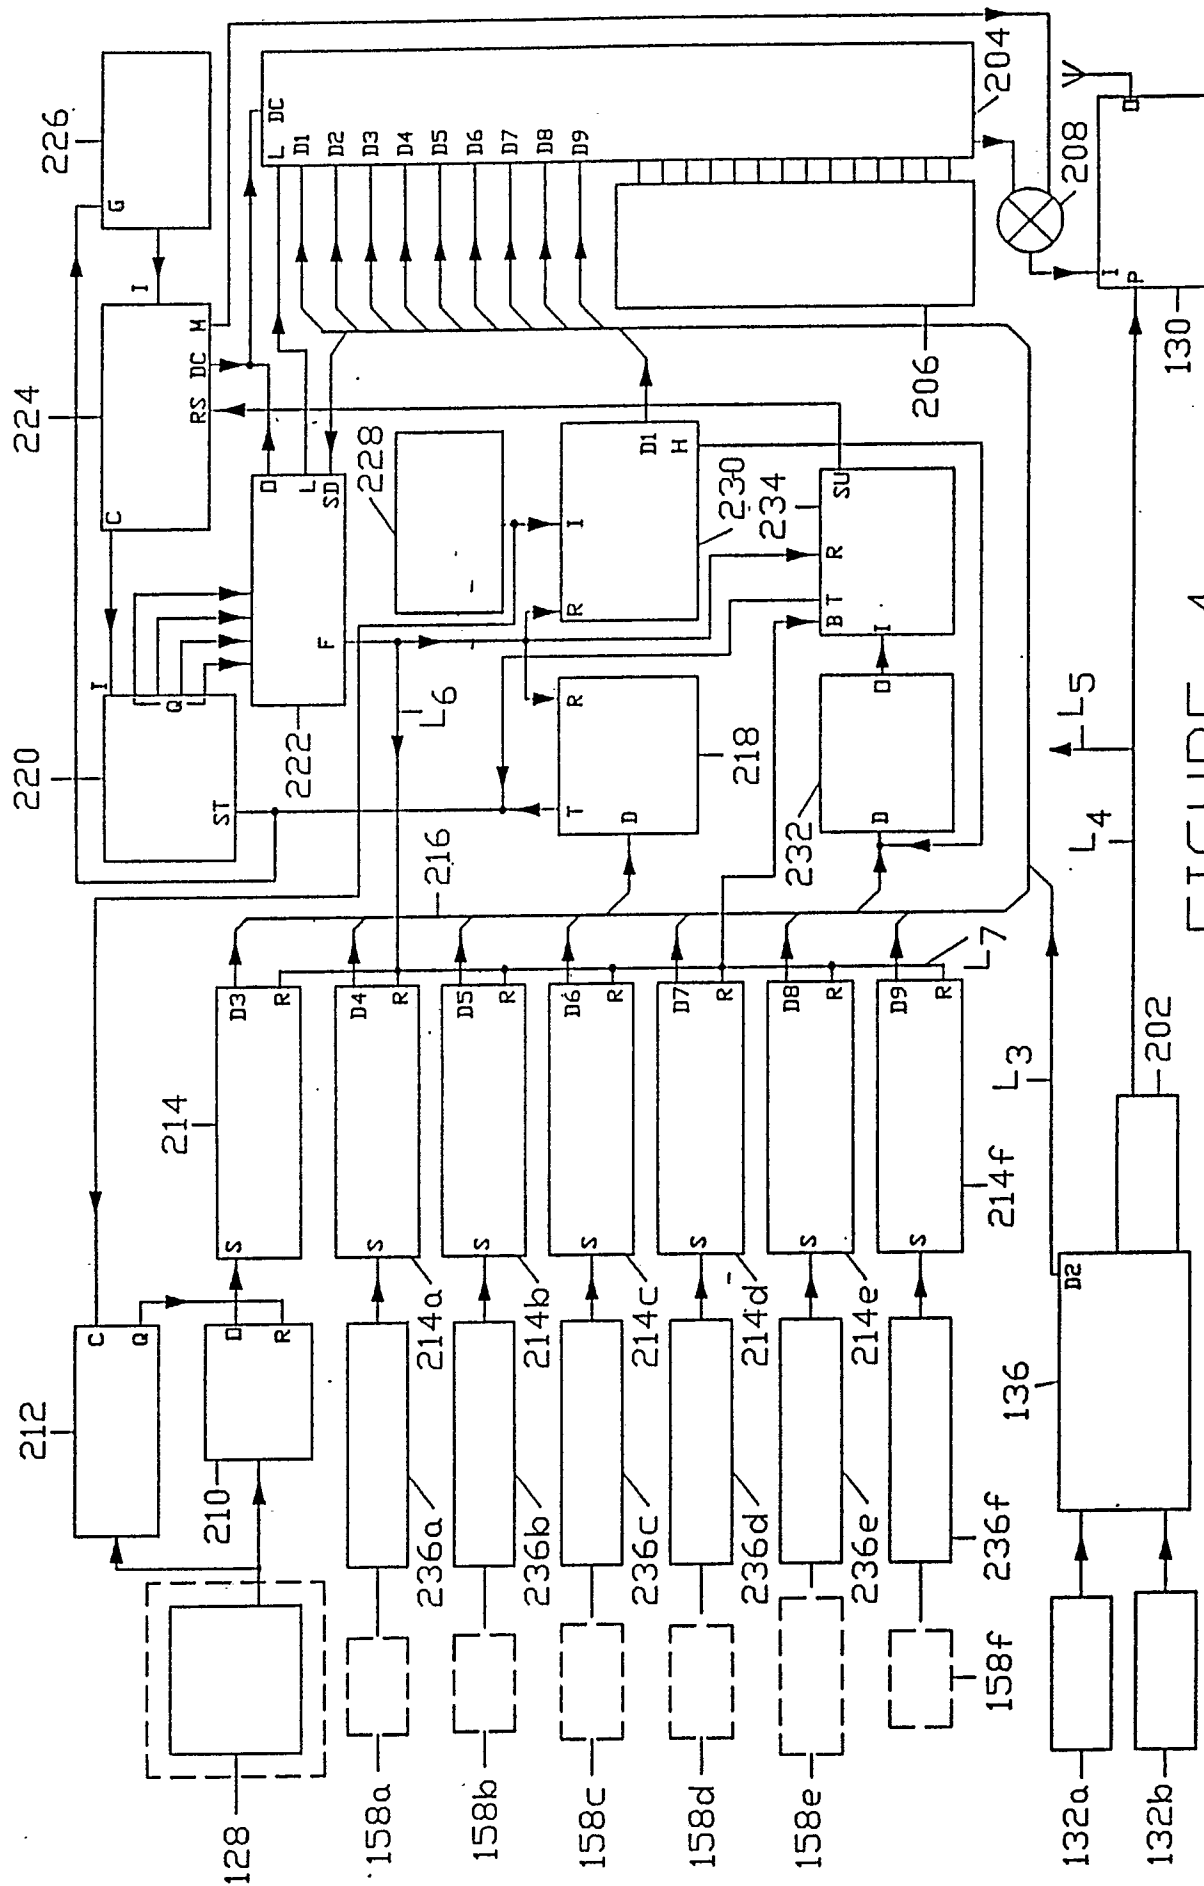 212 220 224 226
C I C G
Q Q I
214 216 ST RS DC M
128 210 D D3 D L DC
S R R 222 F L D1
SD D2
158a 236a S 214a D4 R L6 228 D3
D4
158b 236b S 214b D5 R D5
D6
158c 236c S 214c D6 R T R R I D7
D D8
D9
158d 236d S 214d D7 R 218 D1
H
230
158e 236e S 214e D8 R 232 234
D D I B T R SU
158f 236f S 214f D9 R 206 204
L7
L3
132a 136 D2 L4 L5 208
132b 202 I P D
130
FIGURE 4